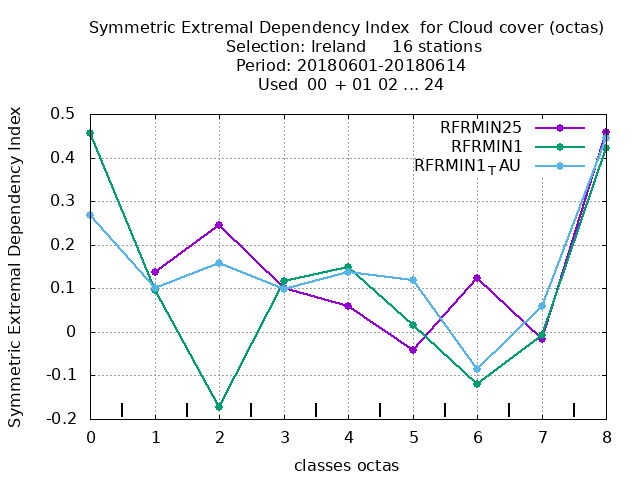 Symmetric Extremal Dependency Index for Cloud cover (octas)
Selection: Ireland 16 stations
Period: 20180601-20180614
Used 00 + 01 02 ... 24
Symmetric Extremal Dependency Index
0.5
0.4
0.3
0.2
0.1
0
-0.1
-0.2
RFRMIN25
RFRMIN1
RFRMIN1TAU
0 1 2 3 4 5 6 7 8
classes octas